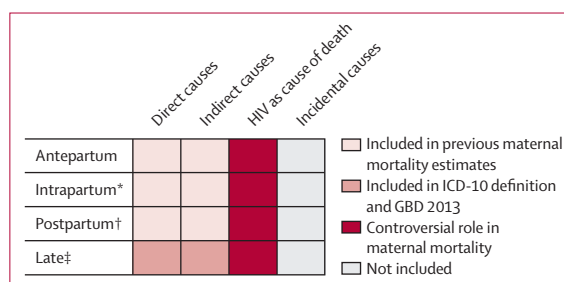 Direct causes
Indirect causes
HIV as cause of death
Incidental causes
Antepartum
Intrapartum*
Postpartum†
Late‡
Included in previous maternal
mortality estimates
Included in ICD-10 definition
and GBD 2013
Controversial role in
maternal mortality
Not included